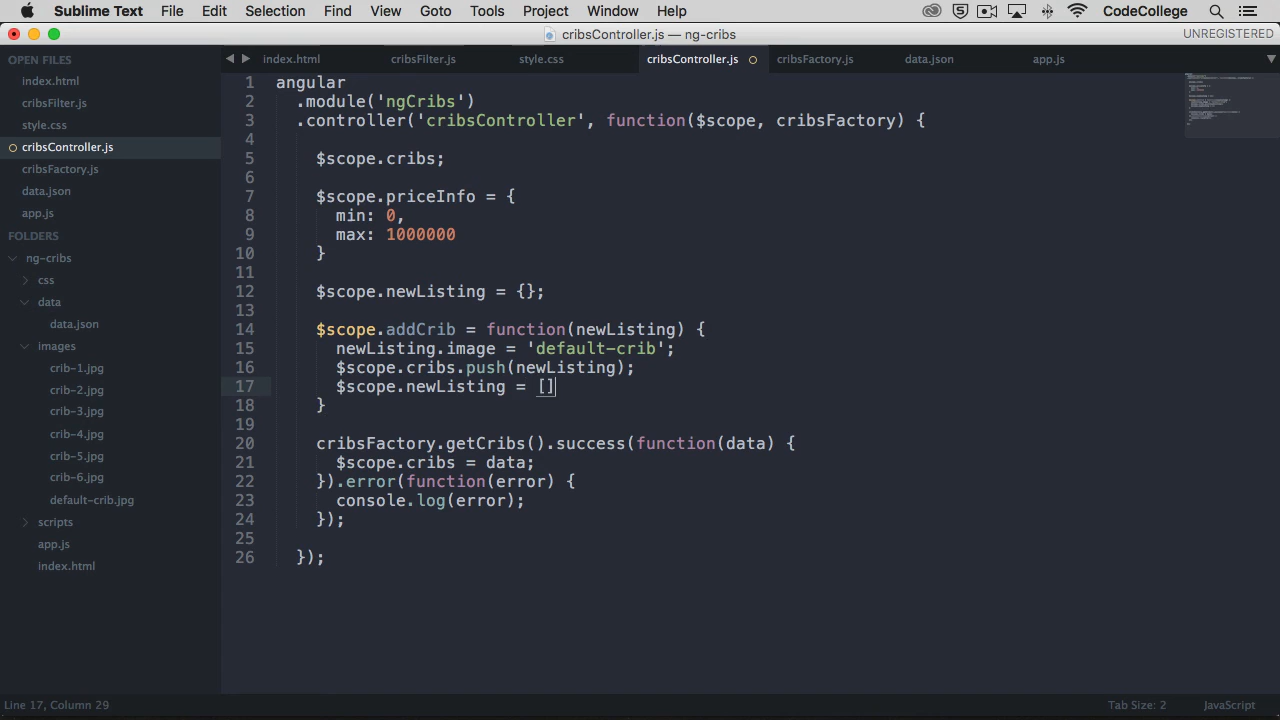 Sublime Text File Edit Selection Find View Goto Tools Project Window Help CodeCollege
cribsController.js — ng-cribs UNREGISTERED
OPEN FILES
index.html
cribsFilter.js
style.css
cribsController.js
cribsFactory.js
data.json
app.js
FOLDERS
ng-cribs
css
data
data.json
images
crib-1.jpg
crib-2.jpg
crib-3.jpg
crib-4.jpg
crib-5.jpg
crib-6.jpg
default-crib.jpg
scripts
app.js
index.html
index.html cribsFilter.js style.css cribsController.js cribsFactory.js data.json app.js
1 angular
2 .module('ngCribs')
3 .controller('cribsController', function($scope, cribsFactory) {
4
5 $scope.cribs;
6
7 $scope.priceInfo = {
8 min: 0,
9 max: 1000000
10 }
11
12 $scope.newListing = {};
13
14 $scope.addCrib = function(newListing) {
15 newListing.image = 'default-crib';
16 $scope.cribs.push(newListing);
17 $scope.newListing = []
18 }
19
20 cribsFactory.getCribs().success(function(data) {
21 $scope.cribs = data;
22 }).error(function(error) {
23 console.log(error);
24 });
25
26 });
Line 17, Column 29 Tab Size: 2 JavaScript